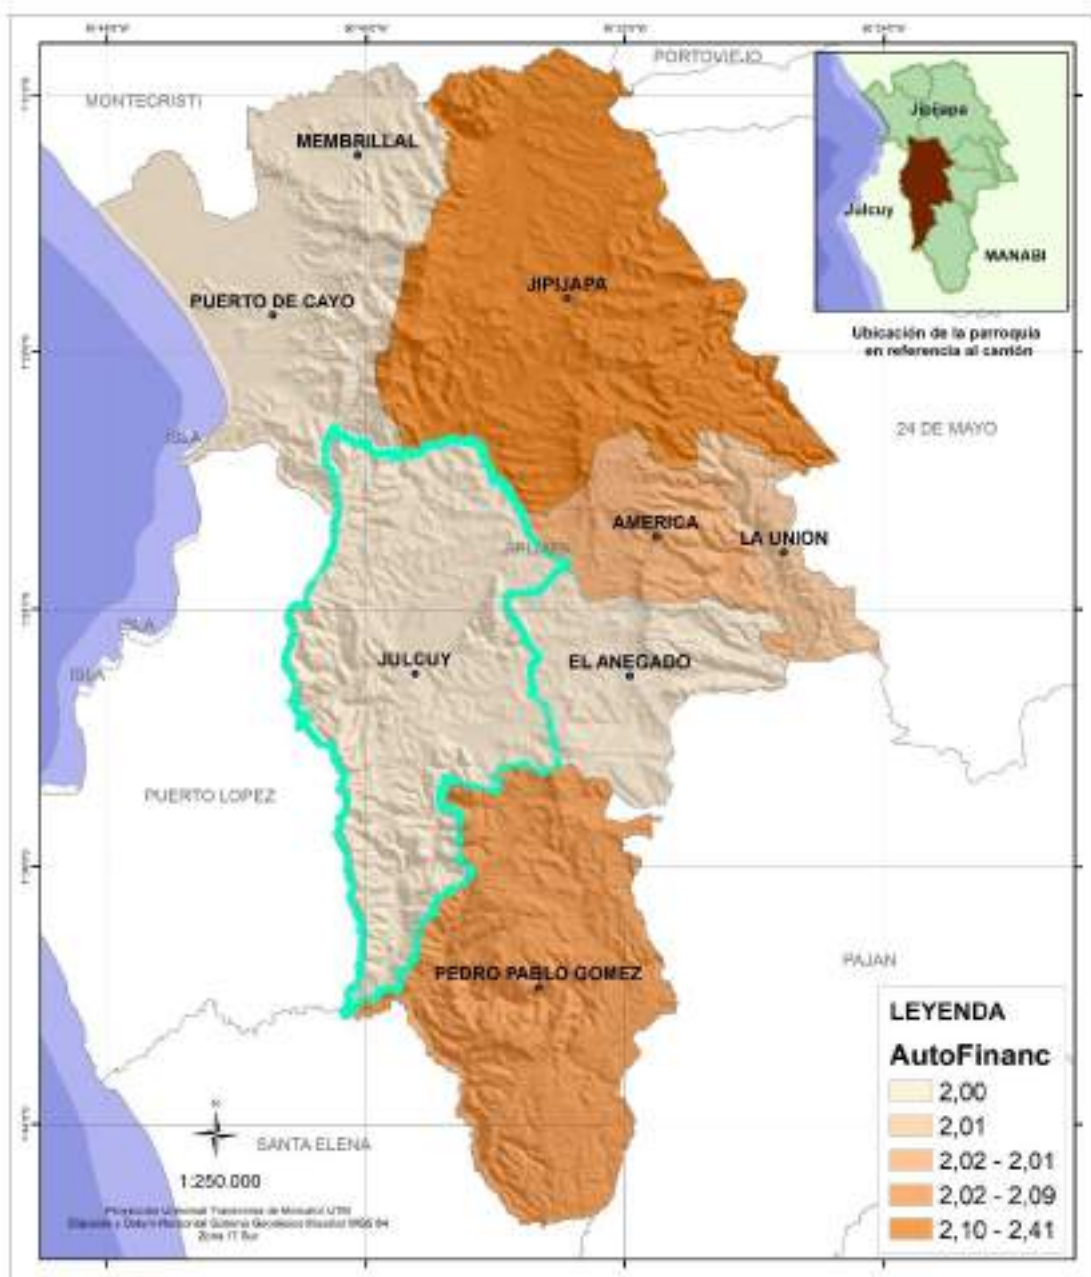 PORTOVIEJO
MONTECRISTI
MEMBRILLAL
Jipijapa
Julcuy
MANABI
JIPIJAPA
PUERTO DE CAYO
Ubicación de la parroquia
en referencia al cantón
24 DE MAYO
ISLA
AMERICA
LA UNION
ISLA
JULCUY
EL ANEGADO
ISLA
PUERTO LOPEZ
PAJAN
PEDRO PABLO GOMEZ
LEYENDA
AutoFinanc
2,00
2,01
2,02 - 2,01
2,02 - 2,09
2,10 - 2,41
N
SANTA ELENA
1:250.000
Zona 17 Sur